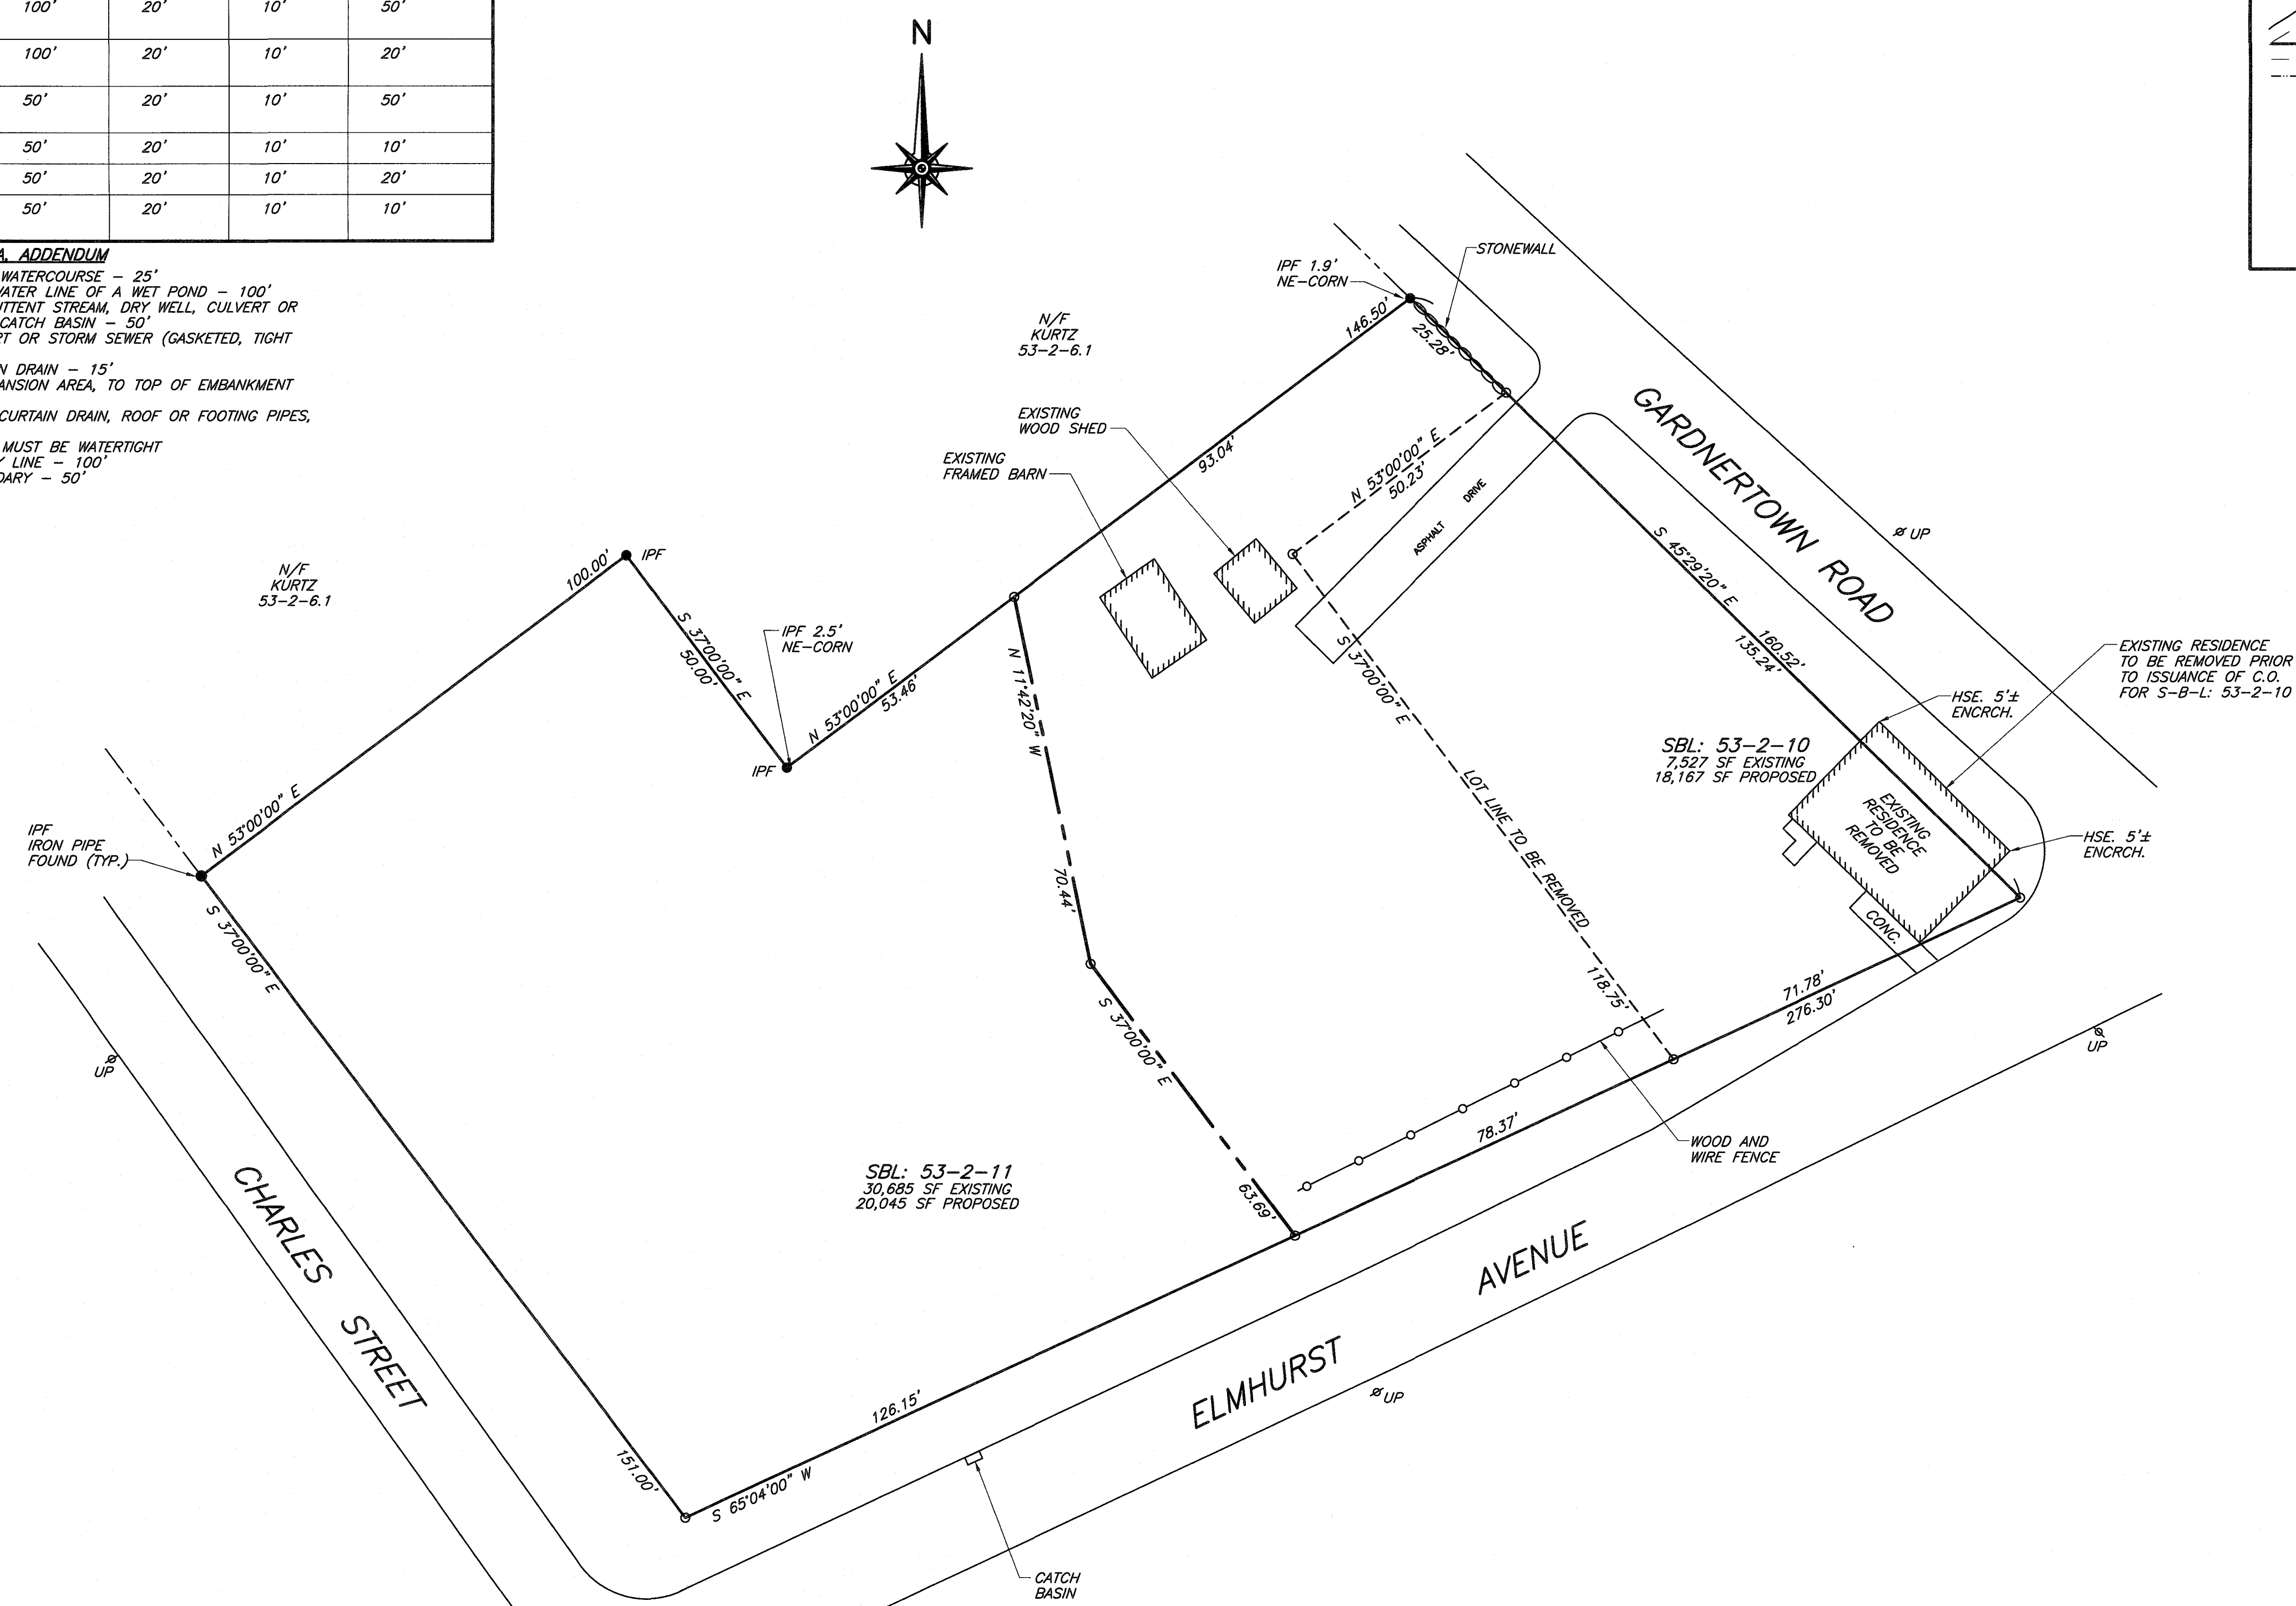 100' 20' 10' 50'
100' 20' 10' 20'
50' 20' 10' 50'
50' 20' 10' 10'
50' 20' 10' 20'
50' 20' 10' 10'
A. ADDENDUM
WATERCOURSE – 25'
WATER LINE OF A WET POND – 100'
ITTENT STREAM, DRY WELL, CULVERT OR
CATCH BASIN – 50'
RT OR STORM SEWER (GASKETED, TIGHT
N DRAIN – 15'
ANSION AREA, TO TOP OF EMBANKMENT
CURTAIN DRAIN, ROOF OR FOOTING PIPES,
MUST BE WATERTIGHT
Y LINE – 100'
DARY – 50'
N
STONEWALL
IPF 1.9'
NE-CORN
146.50'
25.28'
N/F
KURTZ
53-2-6.1
EXISTING
WOOD SHED
EXISTING
FRAMED BARN
93.04'
N 53°00'00" E
50.23'
ASPHALT DRIVE
GARDNERTOWN ROAD
UP
S 45°29'20" E
160.52'
135.24'
N/F
KURTZ
53-2-6.1
100.00'
IPF
S 37°00'00" E
50.00'
IPF 2.5'
NE-CORN
IPF
N 53°00'00" E
53.46'
N 11°42'20" W
70.44'
S 37°00'00" E
LOT LINE TO BE REMOVED
118.75'
EXISTING RESIDENCE
TO BE REMOVED PRIOR
TO ISSUANCE OF C.O.
FOR S-B-L: 53-2-10
HSE. 5'±
ENCRCH.
SBL: 53-2-10
7,527 SF EXISTING
18,167 SF PROPOSED
EXISTING
RESIDENCE
TO BE
REMOVED
HSE. 5'±
ENCRCH.
CONC.
N 53°00'00" E
IPF
IRON PIPE
FOUND (TYP.)
S 37°00'00" E
71.78'
276.30'
UP
UP
S 37°00'00" E
63.69'
78.37'
WOOD AND
WIRE FENCE
SBL: 53-2-11
30,685 SF EXISTING
20,045 SF PROPOSED
CHARLES STREET
ELMHURST AVENUE
126.15'
UP
151.00'
S 65°04'00" W
CATCH
BASIN